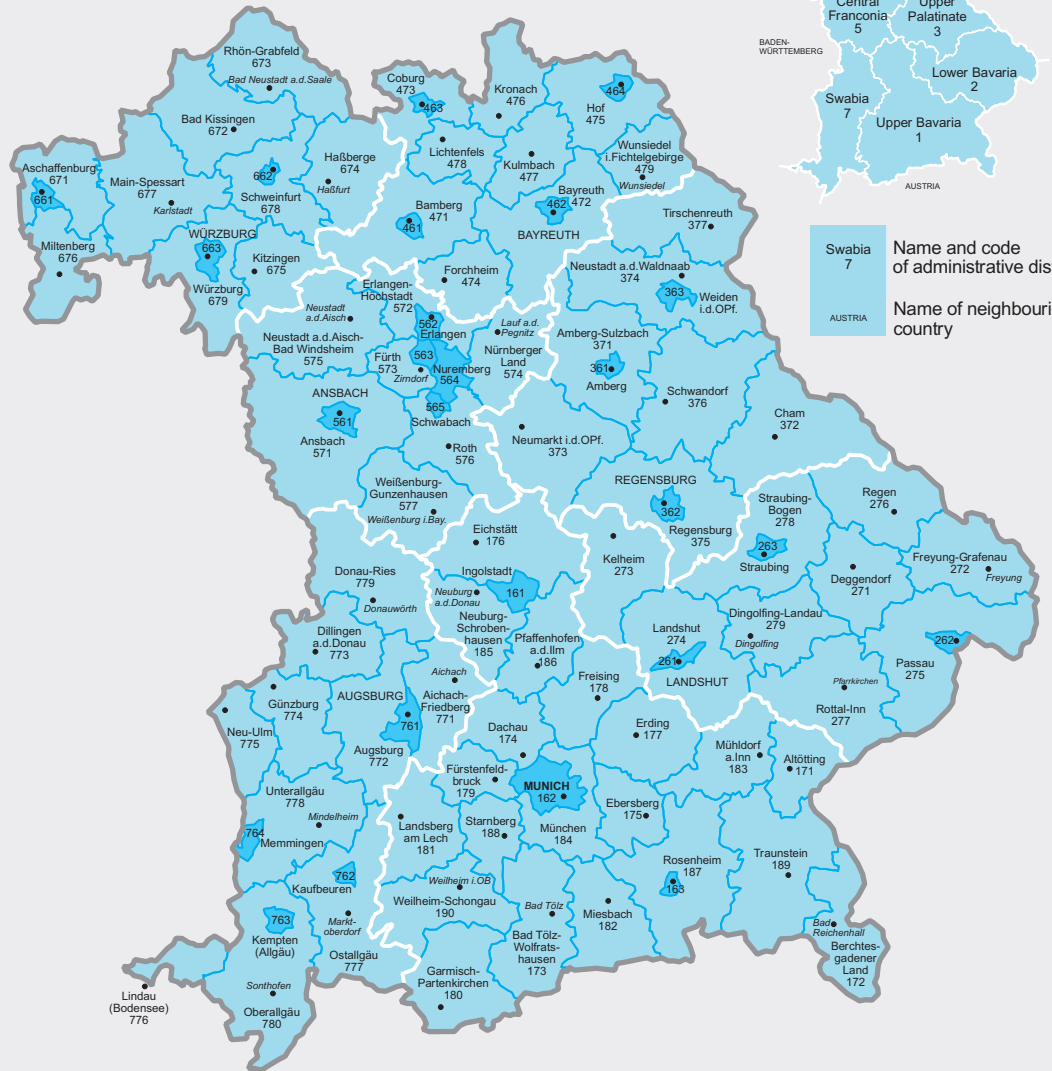 Central
Franconia
5
Upper
Palatinate
3
BADEN-
WÜRTTEMBERG
Lower Bavaria
2
Swabia
7
Upper Bavaria
1
AUSTRIA
Swabia
7
Name and code
of administrative dis
AUSTRIA
Name of neighbouri
country
Rhön-Grabfeld
673
Bad Neustadt a.d.Saale
Coburg
473
463
Kronach
476
464
Hof
475
Bad Kissingen
672
Lichtenfels
478
Kulmbach
477
Wunsiedel
i.Fichtelgebirge
479
Wunsiedel
Haßberge
674
Haßfurt
Aschaffenburg
671
661
Main-Spessart
677
Karlstadt
662
Schweinfurt
678
Bayreuth
472
462
BAYREUTH
Bamberg
471
461
Tirschenreuth
377
Miltenberg
676
WÜRZBURG
663
Würzburg
679
Kitzingen
675
Forchheim
474
Neustadt a.d.Waldnaab
374
363
Weiden
i.d.OPf.
Erlangen-
Höchstadt
572
562
Erlangen
Neustadt
a.d.Aisch
Neustadt a.d.Aisch-
Bad Windsheim
575
Lauf a.d.
Pegnitz
Nürnberger
Land
574
Fürth
573
Zirndorf
563
Nuremberg
564
565
Schwabach
Amberg-Sulzbach
371
361
Amberg
Schwandorf
376
Cham
372
ANSBACH
561
Ansbach
571
Roth
576
Neumarkt i.d.OPf.
373
Weißenburg-
Gunzenhausen
577
Weißenburg i.Bay.
REGENSBURG
362
Regensburg
375
Straubing-
Bogen
278
263
Straubing
Regen
276
Eichstätt
176
Kelheim
273
Deggendorf
271
Freyung-Grafenau
272
Freyung
Donau-Ries
779
Donauwörth
Ingolstadt
161
Neuburg
a.d.Donau
Neuburg-
Schroben-
hausen
185
Pfaffenhofen
a.d.Ilm
186
Landshut
274
261
LANDSHUT
Dingolfing-Landau
279
Dingolfing
262
Passau
275
Dillingen
a.d.Donau
773
Aichach
Aichach-
Friedberg
771
Freising
178
Pfarrkirchen
Rottal-Inn
277
Günzburg
774
AUGSBURG
761
Augsburg
772
Neu-Ulm
775
Dachau
174
Erding
177
Mühldorf
a.Inn
183
Altötting
171
Fürstenfeld-
bruck
179
MUNICH
162
München
184
Ebersberg
175
Unterallgäu
778
Mindelheim
764
Memmingen
Landsberg
am Lech
181
Starnberg
188
Rosenheim
187
163
Traunstein
189
762
Kaufbeuren
Weilheim i.OB
Weilheim-Schongau
190
Bad Tölz
Bad Tölz-
Wolfrats-
hausen
173
Miesbach
182
Bad
Reichenhall
Berchtes-
gadener
Land
172
763
Kempten
(Allgäu)
Markt-
oberdorf
Ostallgäu
777
Garmisch-
Partenkirchen
180
Lindau
(Bodensee)
776
Sonthofen
Oberallgäu
780